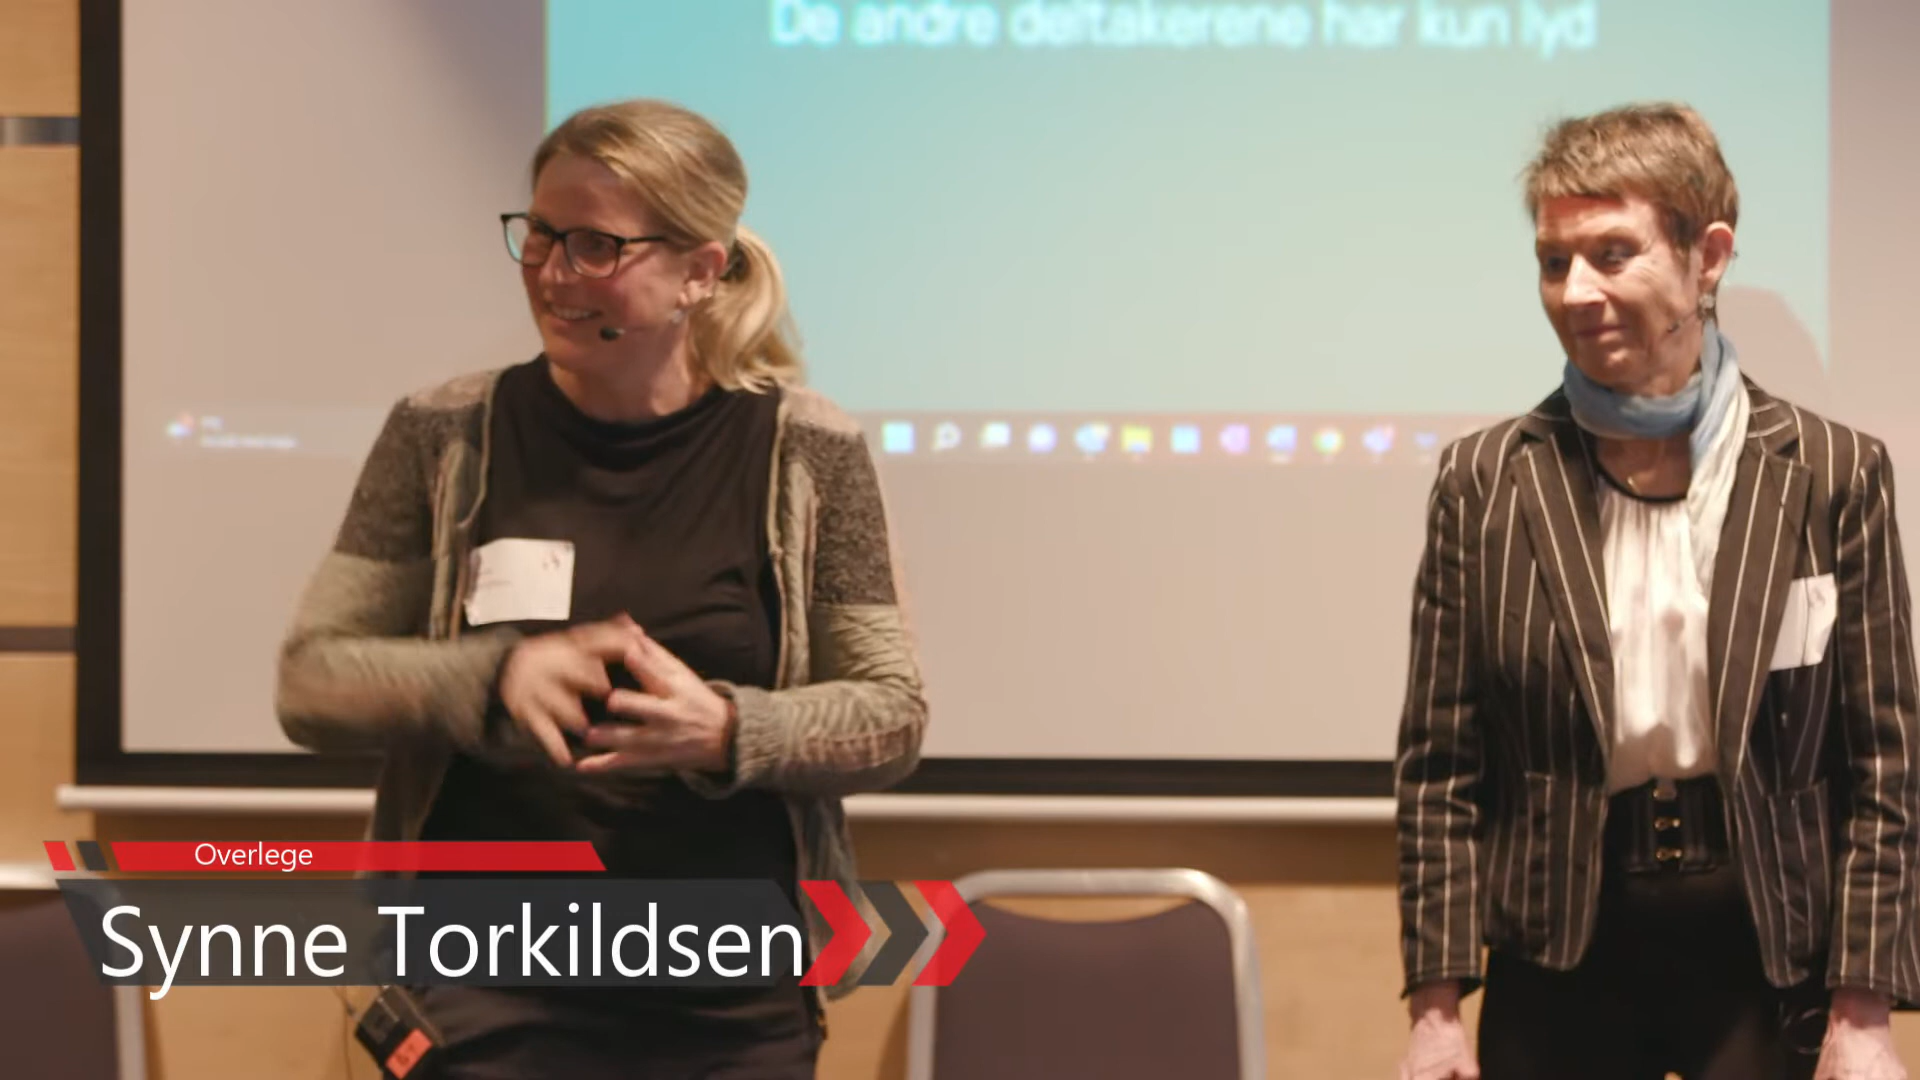 De andre deltakerene har kun lyd
Overlege
Synne Torkildsen